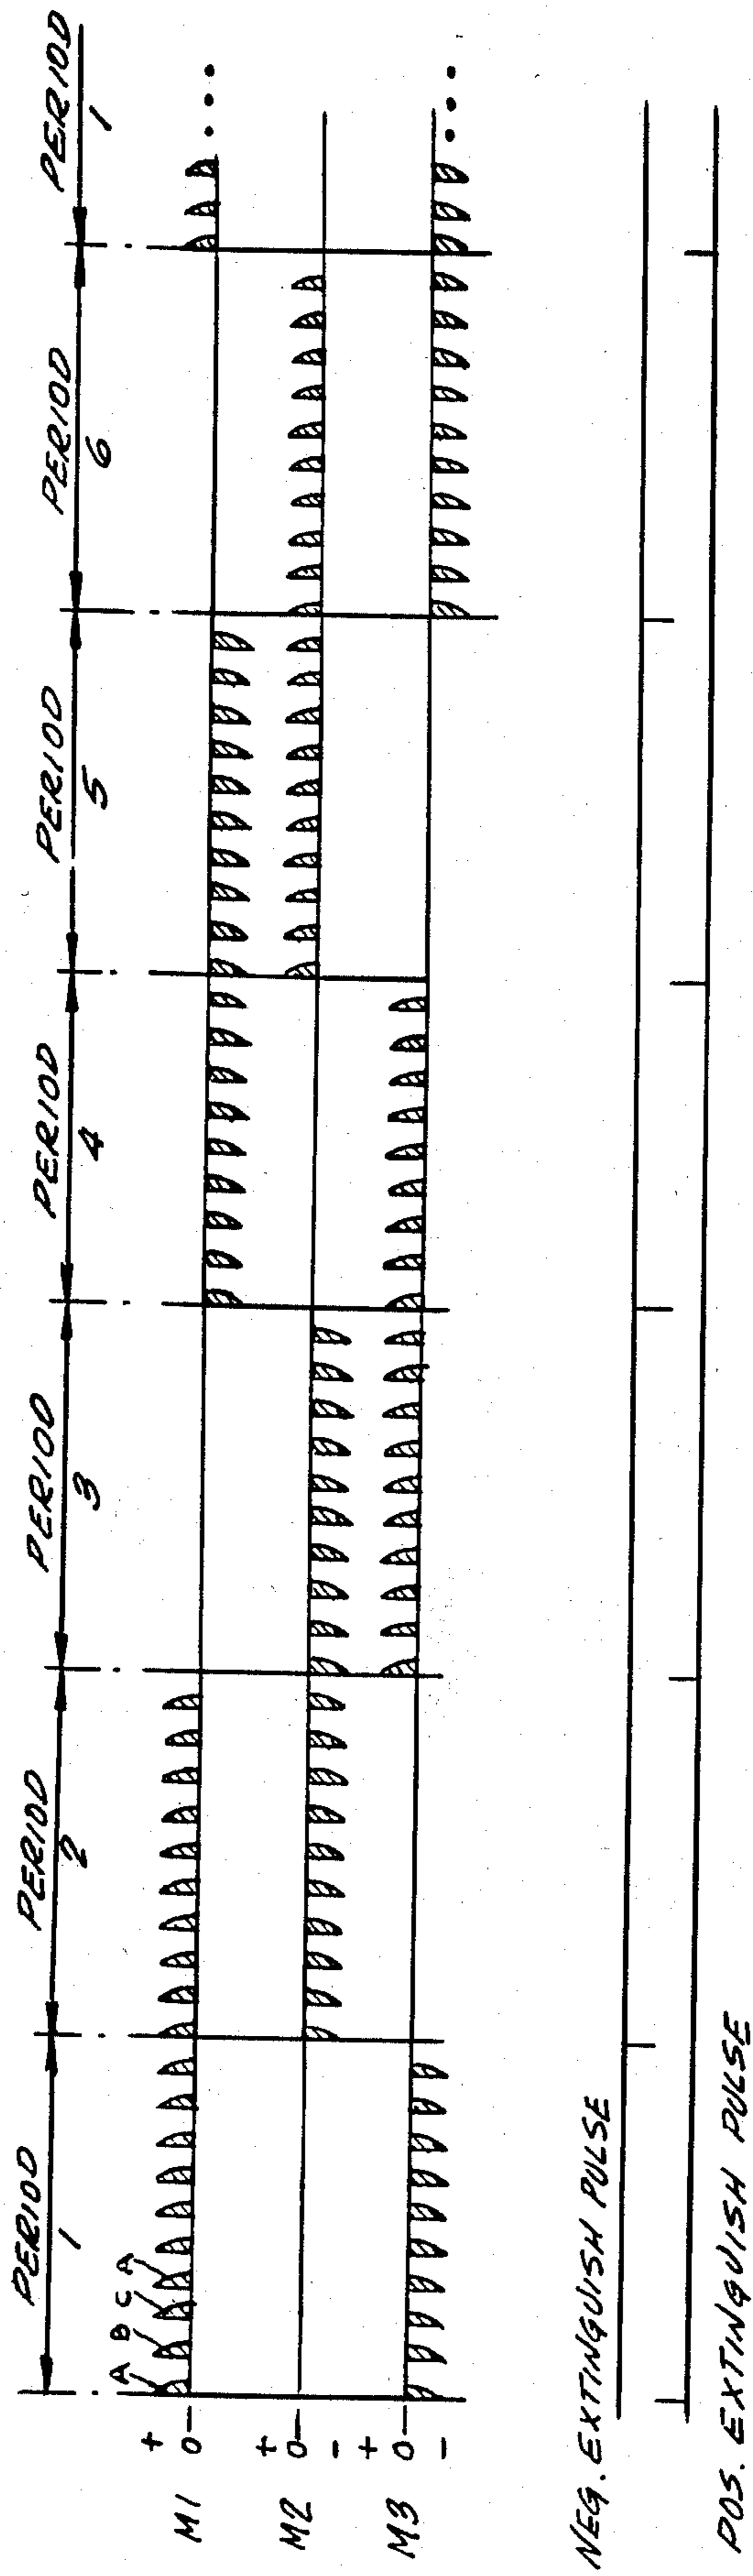 PERIOD
1
PERIOD
2
PERIOD
3
PERIOD
4
PERIOD
5
PERIOD
6
PERIOD
1
A B C A
+
M1 0
+
M2 0
-
+
M3 0
-
NEG. EXTINGUISH PULSE
POS. EXTINGUISH PULSE